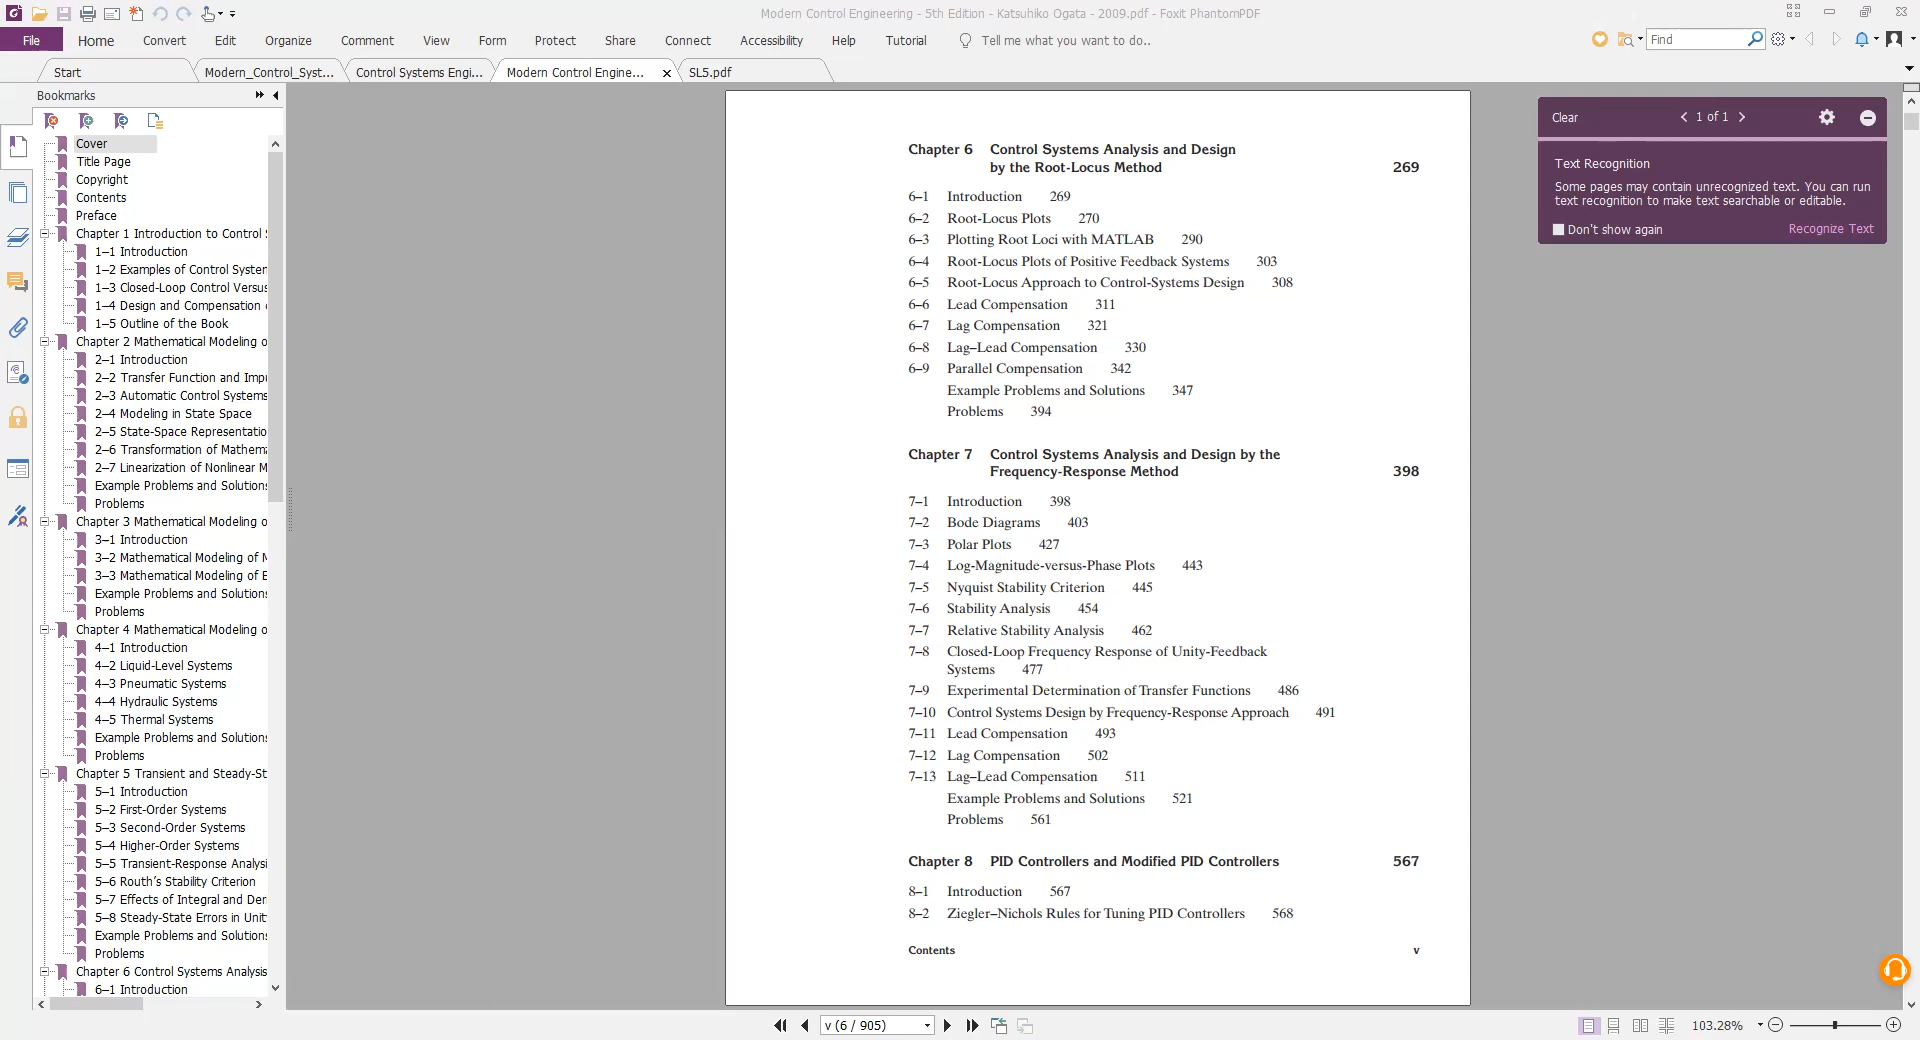 Modern Control Engineering - 5th Edition - Katsuhiko Ogata - 2009.pdf - Foxit PhantomPDF
File Home Convert Edit Organize Comment View Form Protect Share Connect Accessibility Help Tutorial Tell me what you want to do..
Find
Start
Modern_Control_Syst...
Control Systems Engi...
Modern Control Engine...
SL5.pdf
Bookmarks
Cover
Title Page
Copyright
Contents
Preface
Chapter 1 Introduction to Control S
1–1 Introduction
1–2 Examples of Control System
1–3 Closed-Loop Control Versus
1–4 Design and Compensation
1–5 Outline of the Book
Chapter 2 Mathematical Modeling o
2–1 Introduction
2–2 Transfer Function and Impu
2–3 Automatic Control Systems
2–4 Modeling in State Space
2–5 State-Space Representatio
2–6 Transformation of Mathema
2–7 Linearization of Nonlinear M
Example Problems and Solutions
Problems
Chapter 3 Mathematical Modeling o
3–1 Introduction
3–2 Mathematical Modeling of M
3–3 Mathematical Modeling of E
Example Problems and Solutions
Problems
Chapter 4 Mathematical Modeling o
4–1 Introduction
4–2 Liquid-Level Systems
4–3 Pneumatic Systems
4–4 Hydraulic Systems
4–5 Thermal Systems
Example Problems and Solutions
Problems
Chapter 5 Transient and Steady-St
5–1 Introduction
5–2 First-Order Systems
5–3 Second-Order Systems
5–4 Higher-Order Systems
5–5 Transient-Response Analysi
5–6 Routh's Stability Criterion
5–7 Effects of Integral and Deri
5–8 Steady-State Errors in Unit
Example Problems and Solutions
Problems
Chapter 6 Control Systems Analysis
6–1 Introduction
Chapter 6 Control Systems Analysis and Design
by the Root-Locus Method 269
6–1 Introduction 269
6–2 Root-Locus Plots 270
6–3 Plotting Root Loci with MATLAB 290
6–4 Root-Locus Plots of Positive Feedback Systems 303
6–5 Root-Locus Approach to Control-Systems Design 308
6–6 Lead Compensation 311
6–7 Lag Compensation 321
6–8 Lag–Lead Compensation 330
6–9 Parallel Compensation 342
Example Problems and Solutions 347
Problems 394
Chapter 7 Control Systems Analysis and Design by the
Frequency-Response Method 398
7–1 Introduction 398
7–2 Bode Diagrams 403
7–3 Polar Plots 427
7–4 Log-Magnitude-versus-Phase Plots 443
7–5 Nyquist Stability Criterion 445
7–6 Stability Analysis 454
7–7 Relative Stability Analysis 462
7–8 Closed-Loop Frequency Response of Unity-Feedback
Systems 477
7–9 Experimental Determination of Transfer Functions 486
7–10 Control Systems Design by Frequency-Response Approach 491
7–11 Lead Compensation 493
7–12 Lag Compensation 502
7–13 Lag–Lead Compensation 511
Example Problems and Solutions 521
Problems 561
Chapter 8 PID Controllers and Modified PID Controllers 567
8–1 Introduction 567
8–2 Ziegler–Nichols Rules for Tuning PID Controllers 568
Contents v
Clear 1 of 1
Text Recognition
Some pages may contain unrecognized text. You can run
text recognition to make text searchable or editable.
Don't show again Recognize Text
v (6 / 905)
103.28%